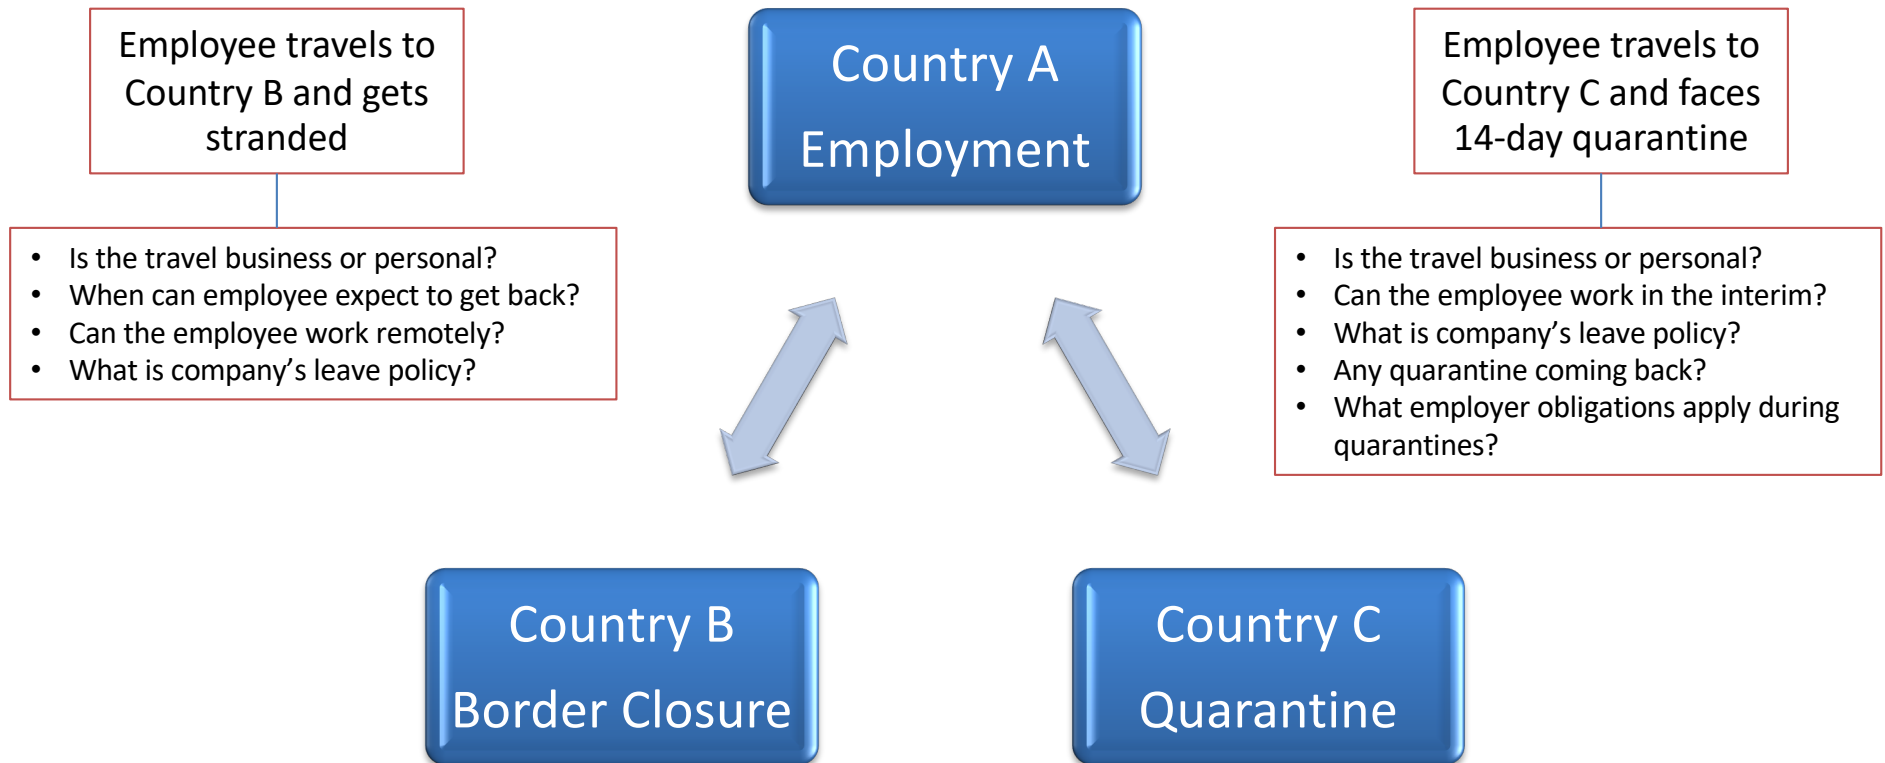 Employee travels to
Country B and gets
stranded
• Is the travel business or personal?
• When can employee expect to get back?
• Can the employee work remotely?
• What is company’s leave policy?
Country A
Employment
Employee travels to
Country C and faces
14-day quarantine
• Is the travel business or personal?
• Can the employee work in the interim?
• What is company’s leave policy?
• Any quarantine coming back?
• What employer obligations apply during
quarantines?
Country B
Border Closure
Country C
Quarantine